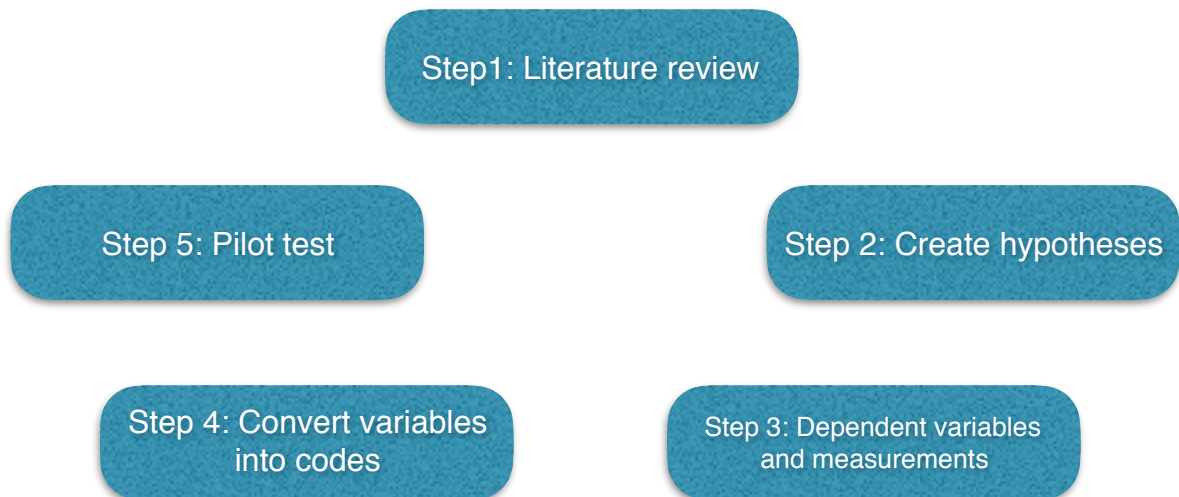 Step1: Literature review
Step 2: Create hypotheses
Step 3: Dependent variables
and measurements
Step 4: Convert variables
into codes
Step 5: Pilot test